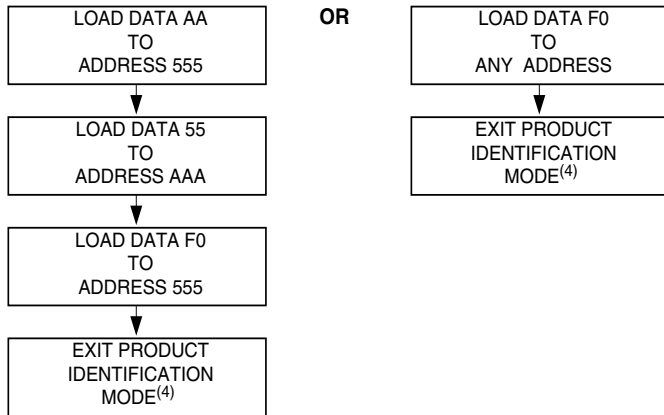 LOAD DATA AA
TO
ADDRESS 555
LOAD DATA 55
TO
ADDRESS AAA
LOAD DATA F0
TO
ADDRESS 555
EXIT PRODUCT
IDENTIFICATION
MODE(4)
OR
LOAD DATA F0
TO
ANY ADDRESS
EXIT PRODUCT
IDENTIFICATION
MODE(4)